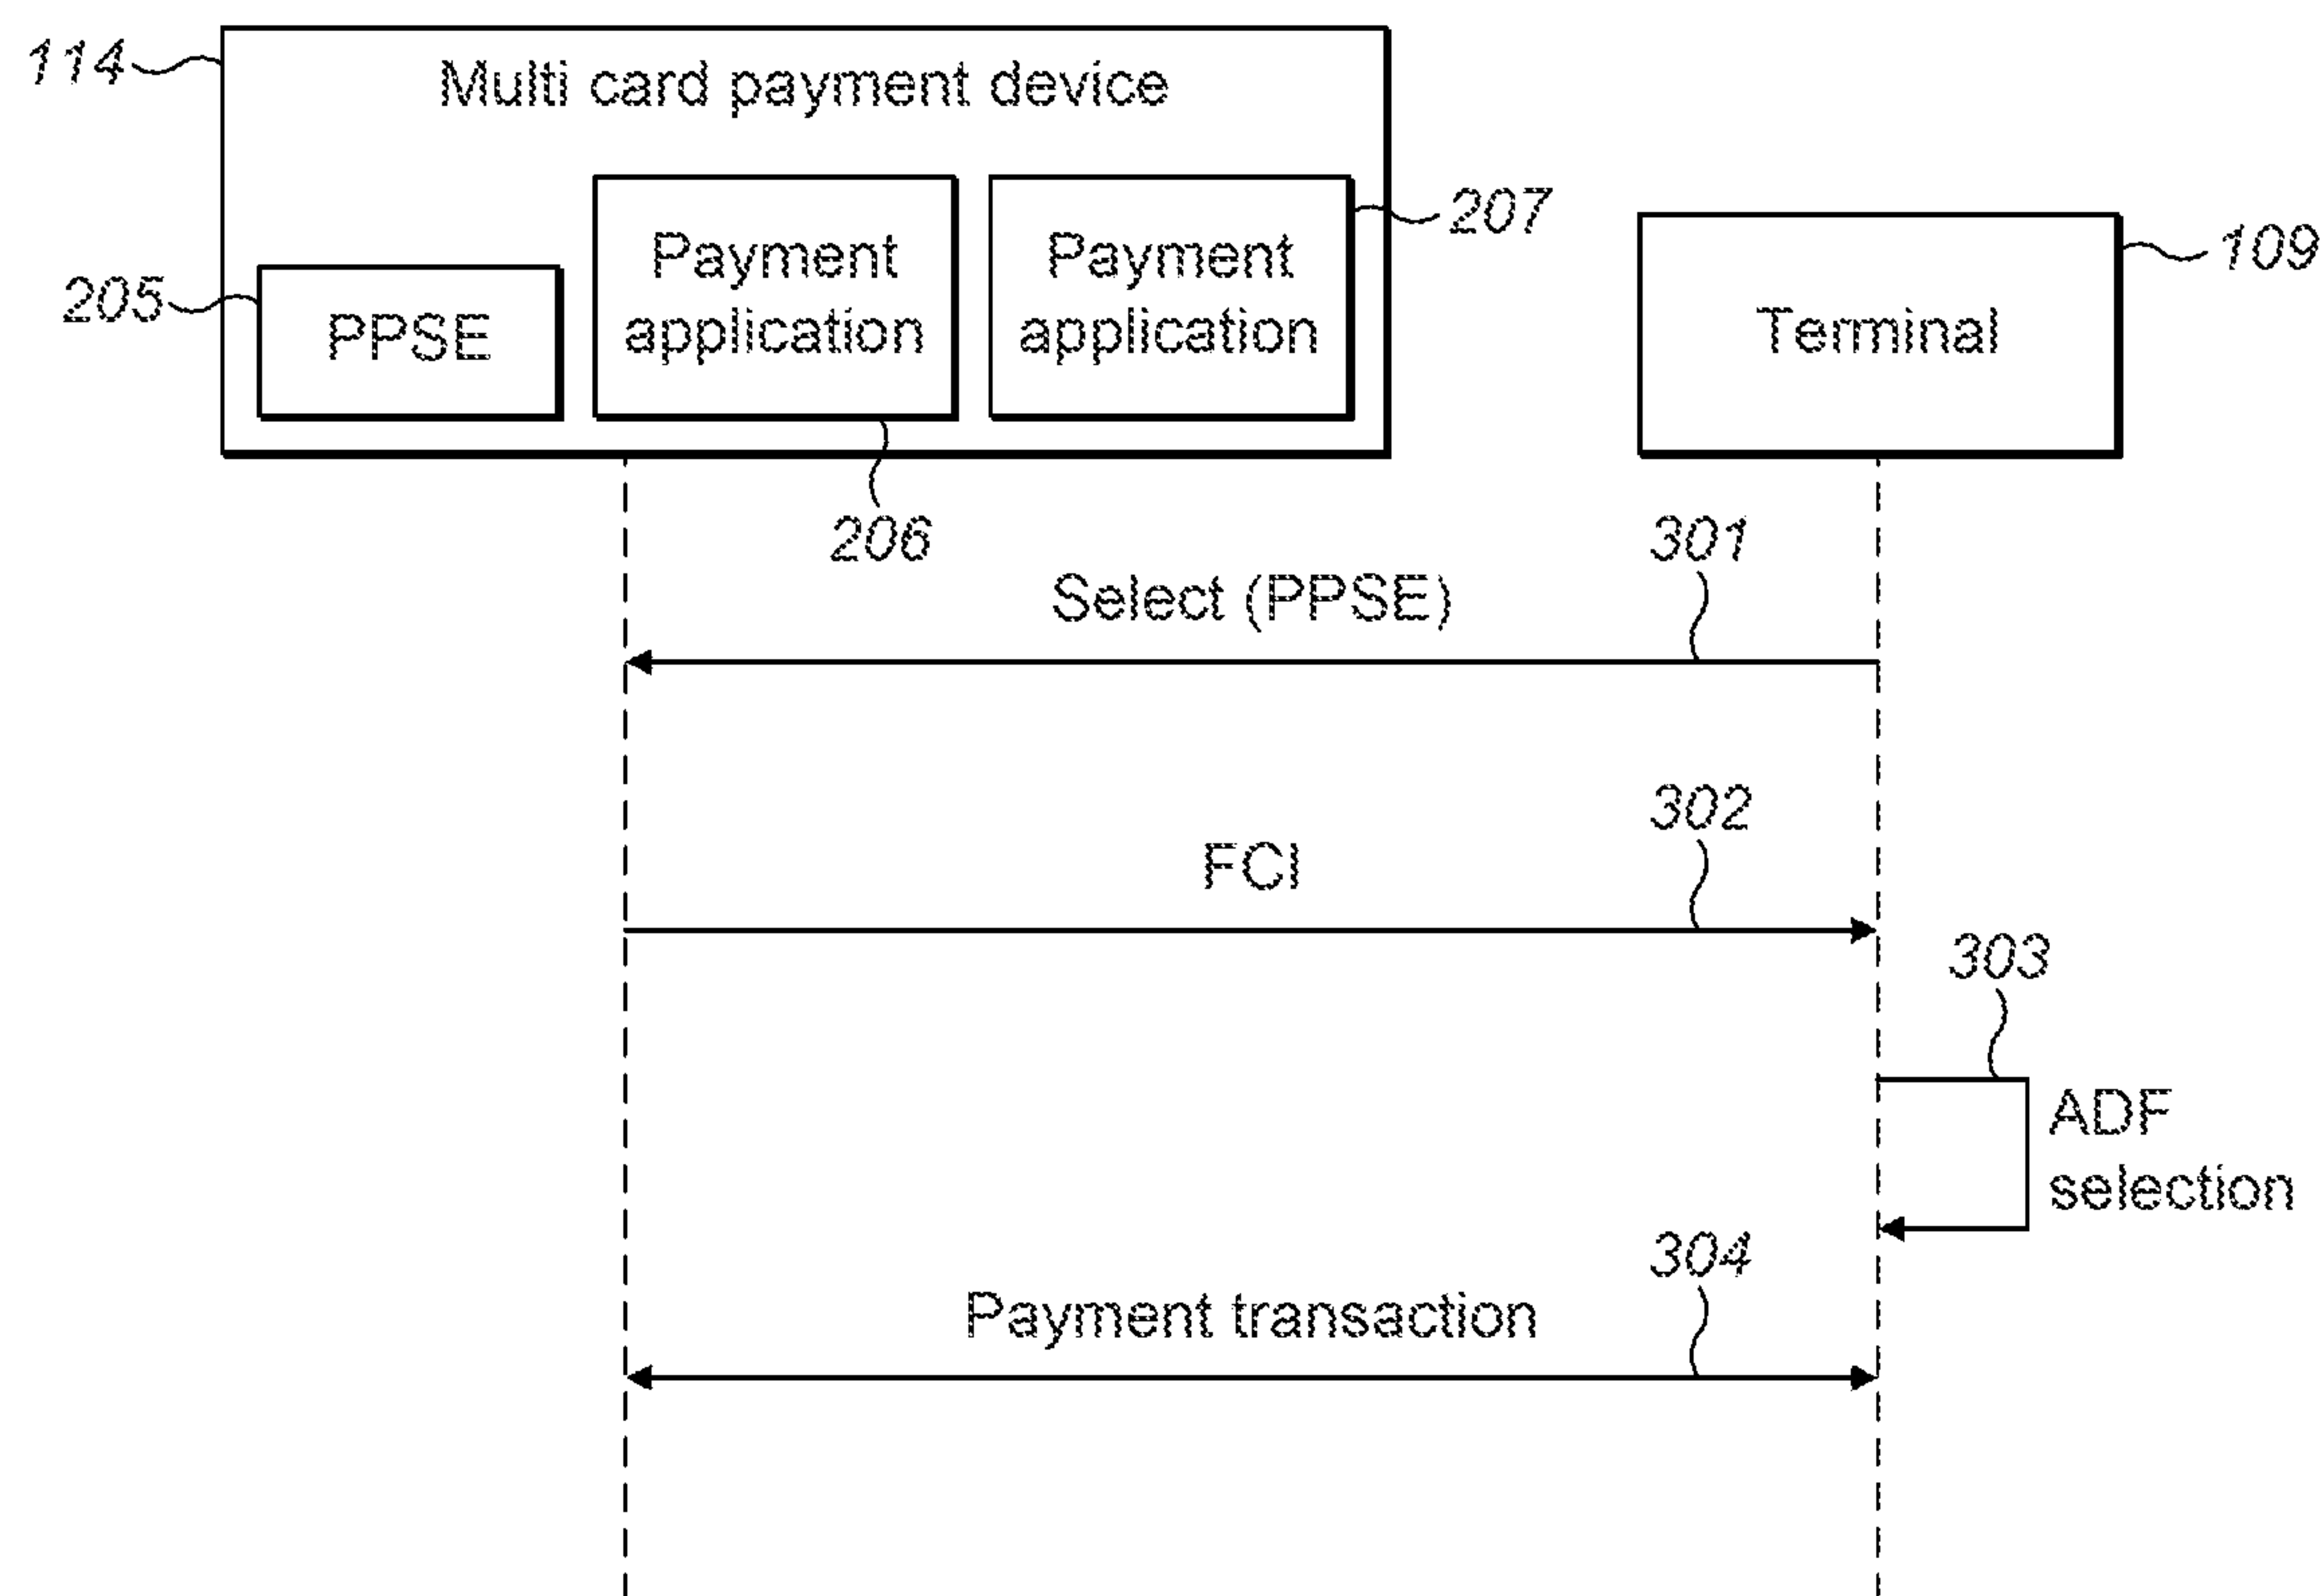 114
Multi card payment device
207
109
205
PPSE
Payment
application
Payment
application
Terminal
206
301
Select (PPSE)
302
FCI
303
ADF
selection
304
Payment transaction